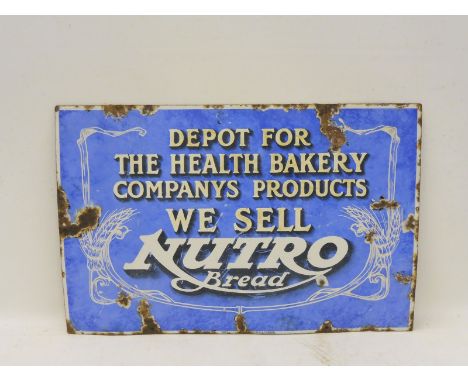 DEPOT FOR
THE HEALTH BAKERY
COMPANYS PRODUCTS
WE SELL
NUTRO
Bread